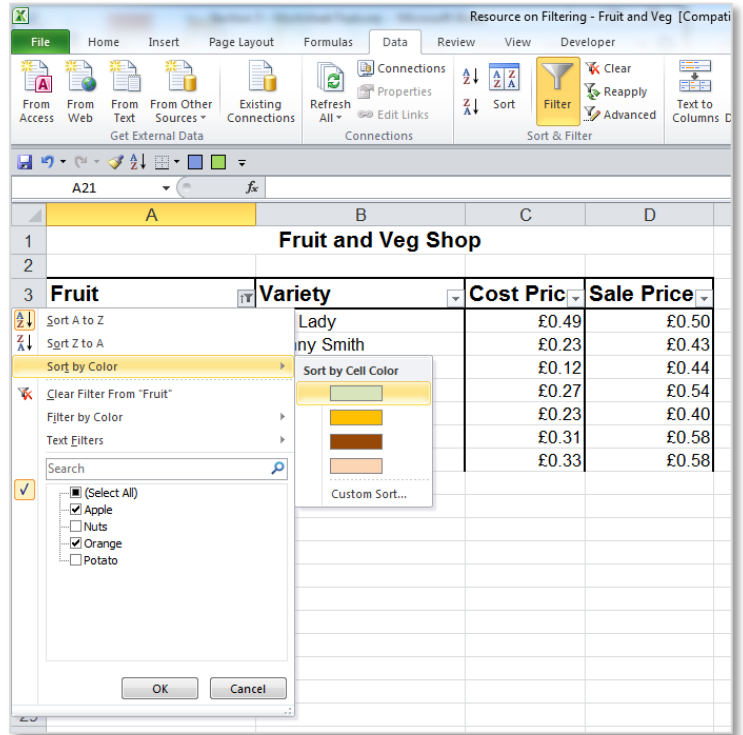 Resource on Filtering - Fruit and Veg [Compati
File Home Insert Page Layout Formulas Data Review View Developer
From Access
From Web
From Text
From Other Sources
Existing Connections
Get External Data
Refresh All
Connections
Properties
Edit Links
Connections
Sort
Filter
Clear
Reapply
Advanced
Sort & Filter
Text to Columns D
A21 fx
A B C D
1 Fruit and Veg Shop
2
3 Fruit Variety Cost Pric Sale Price
Lady £0.49 £0.50
ny Smith £0.23 £0.43
£0.12 £0.44
£0.27 £0.54
£0.23 £0.40
£0.31 £0.58
£0.33 £0.58
Sort A to Z
Sort Z to A
Sort by Color
Clear Filter From "Fruit"
Filter by Color
Text Filters
Search
(Select All)
Apple
Nuts
Orange
Potato
OK Cancel
Sort by Cell Color
Custom Sort...